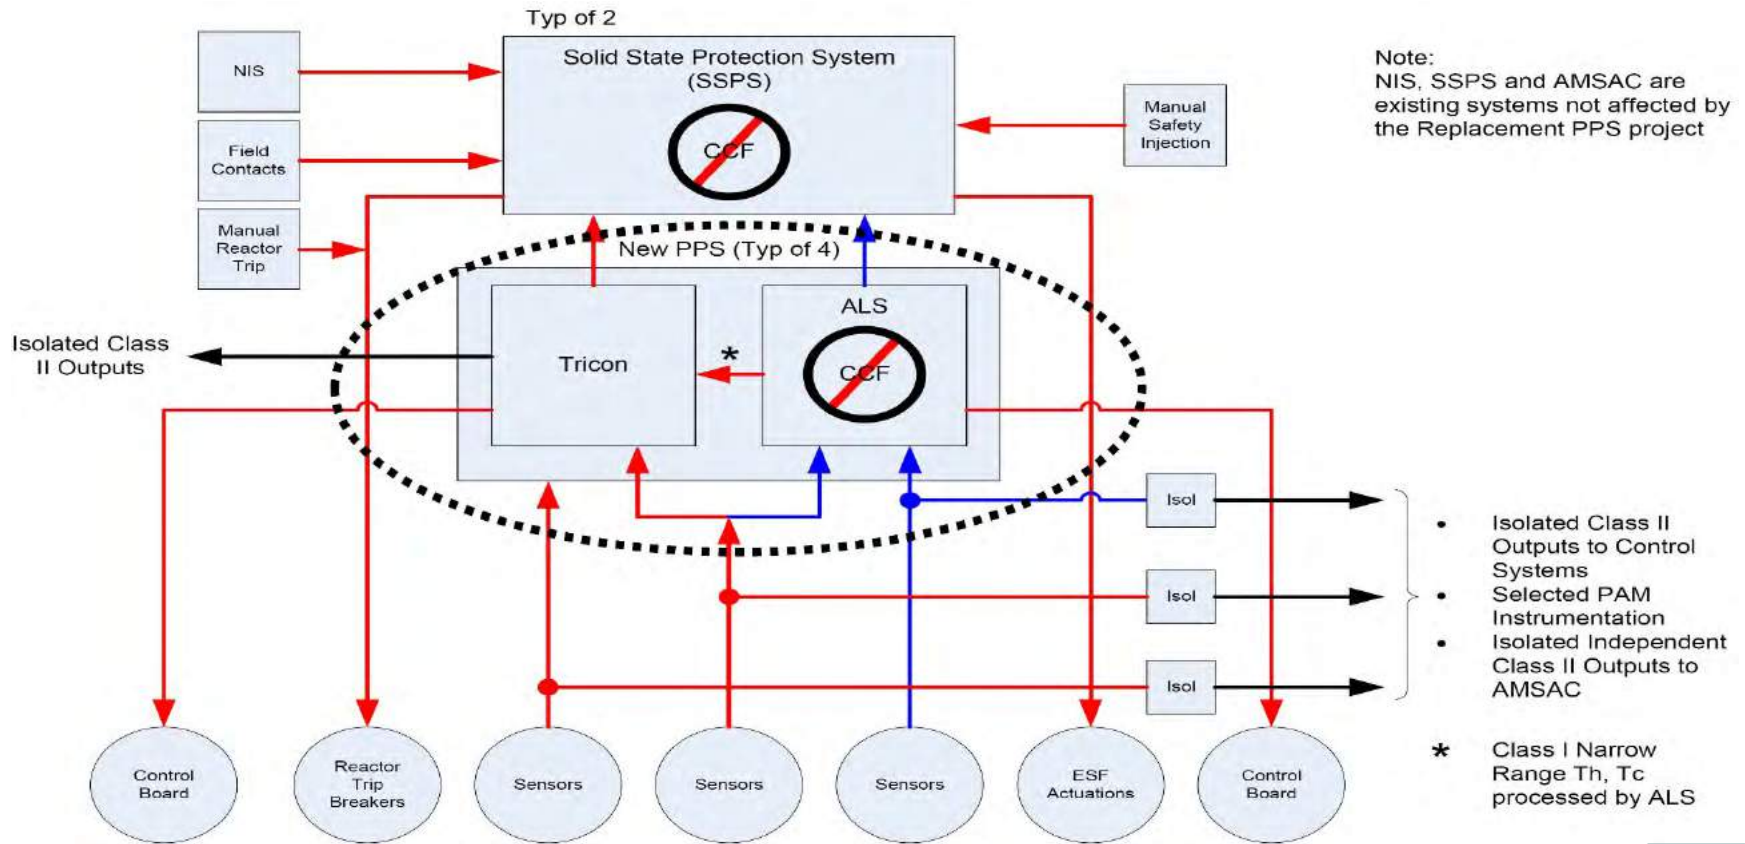 Typ of 2
NIS
Solid State Protection System
(SSPS)
CCF
Field
Contacts
Manual
Reactor
Trip
Manual
Safety
Injection
Note:
NIS, SSPS and AMSAC are
existing systems not affected by
the Replacement PPS project
New PPS (Typ of 4)
Isolated Class
II Outputs
Tricon
*
ALS
CCF
Isol
Isol
Isol
• Isolated Class II
Outputs to Control
Systems
• Selected PAM
Instrumentation
• Isolated Independent
Class II Outputs to
AMSAC
Control
Board
Reactor
Trip
Breakers
Sensors
Sensors
Sensors
ESF
Actuations
Control
Board
* Class I Narrow
Range Th, Tc
processed by ALS